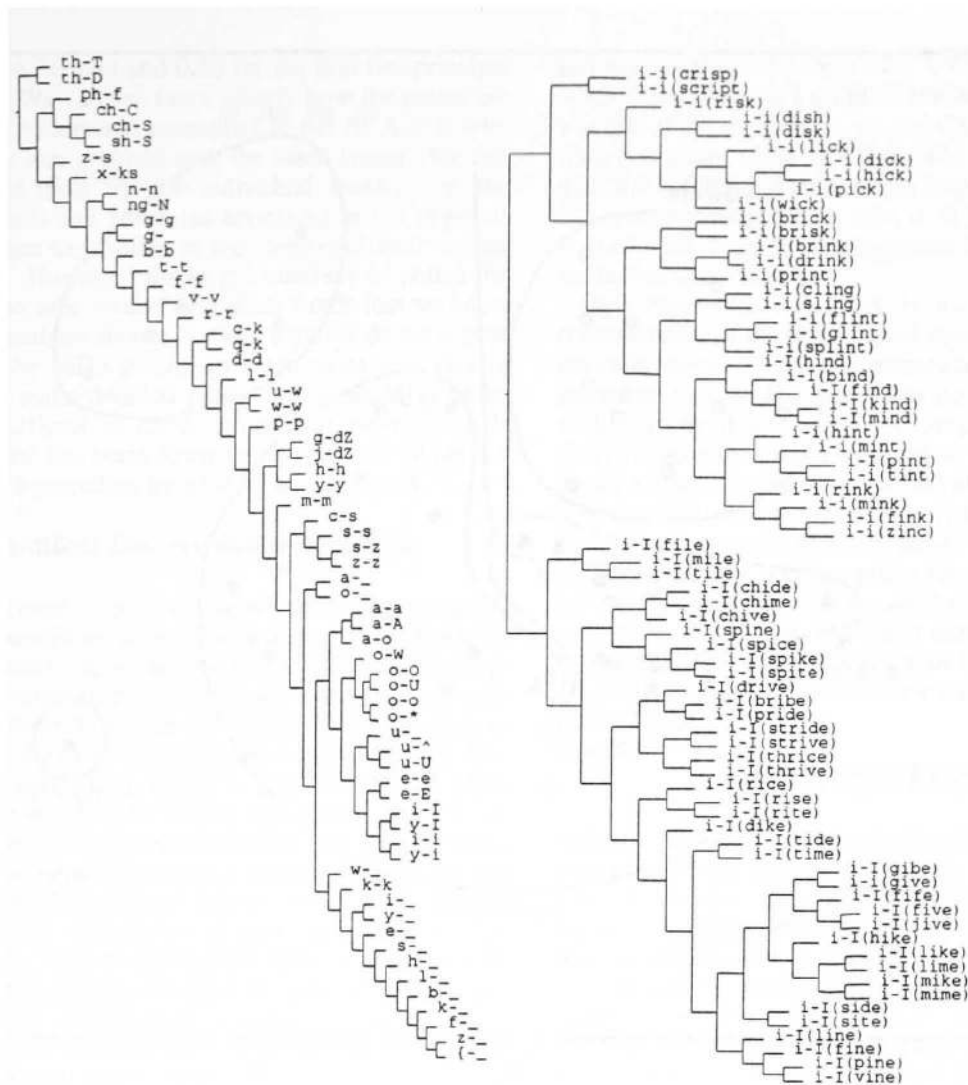 th-T
th-D
ph-f
ch-C
ch-S
sh-S
z-s
x-ks
n-n
ng-N
g-g
g-_
b-b
t-t
f-f
v-v
r-r
c-k
q-k
d-d
l-l
u-w
w-w
p-p
g-dZ
j-dZ
h-h
y-y
m-m
c-s
s-s
s-z
z-z
a-_
o-_
a-a
a-A
a-o
o-W
o-O
o-U
o-o
o-*
u-_
u-^
u-U
e-e
e-E
i-I
y-I
i-i
y-i
w-_
k-k
i-_
y-_
e-_
s-_
h-_
l-_
b-_
k-_
f-_
z-_
(-_
i-i(crisp)
i-i(script)
i-i(risk)
i-i(dish)
i-i(disk)
i-i(lick)
i-i(dick)
i-i(hick)
i-i(pick)
i-i(wick)
i-i(brick)
i-i(brisk)
i-i(brink)
i-i(drink)
i-i(print)
i-i(cling)
i-i(sling)
i-i(flint)
i-i(glint)
i-i(splint)
i-I(hind)
i-I(bind)
i-I(find)
i-I(kind)
i-I(mind)
i-i(hint)
i-i(mint)
i-I(pint)
i-i(tint)
i-i(rink)
i-i(mink)
i-i(fink)
i-i(zinc)
i-I(file)
i-I(mile)
i-I(tile)
i-I(chide)
i-I(chime)
i-I(chive)
i-I(spine)
i-I(spice)
i-I(spike)
i-I(spite)
i-I(drive)
i-I(bribe)
i-I(pride)
i-I(stride)
i-I(strive)
i-I(thrice)
i-I(thrive)
i-I(rice)
i-I(rise)
i-I(rite)
i-I(dike)
i-I(tide)
i-I(time)
i-I(gibe)
i-i(give)
i-I(fife)
i-I(five)
i-I(jive)
i-I(hike)
i-I(like)
i-I(lime)
i-I(mike)
i-I(mime)
i-I(side)
i-I(site)
i-I(line)
i-I(fine)
i-I(pine)
i-I(vine)